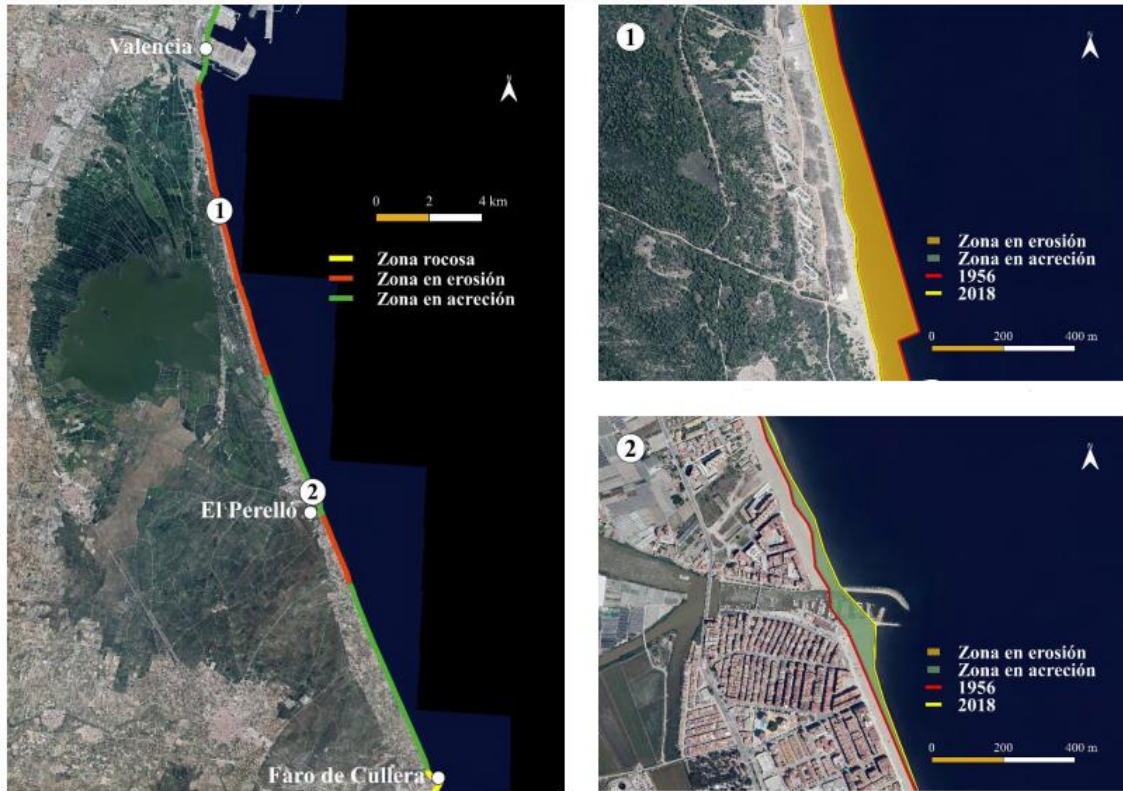 Valencia
N
1
0 2 4 km
Zona rocosa
Zona en erosión
Zona en acreción
2
El Perelló
Faro de Cullera
1
N
Zona en erosión
Zona en acreción
1956
2018
0 200 400 m
2
N
Zona en erosión
Zona en acreción
1956
2018
0 200 400 m